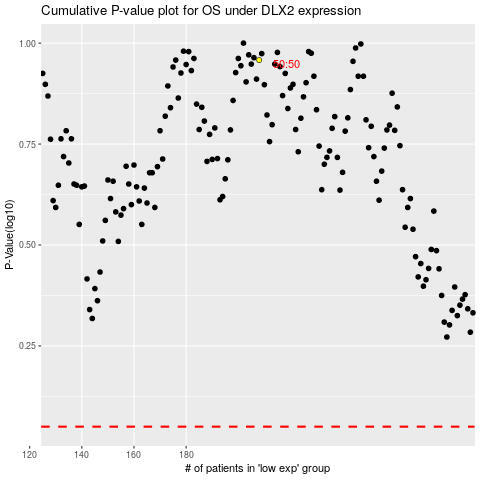 Cumulative P-value plot for OS under DLX2 expression
P-Value(log10)
1.00
0.75
0.50
0.25
50:50
120 140 160 180
# of patients in 'low exp' group